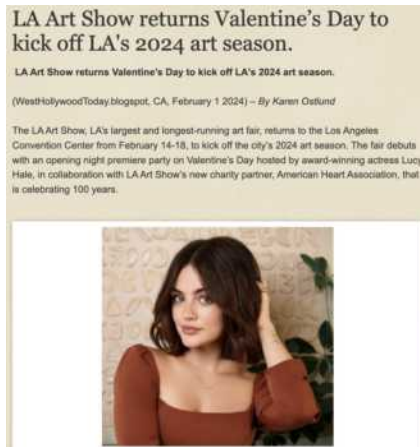 LA Art Show returns Valentine’s Day to
kick off LA's 2024 art season.
LA Art Show returns Valentine's Day to kick off LA's 2024 art season.
(WestHollywoodToday.blogspot, CA, February 1 2024) – By Karen Ostlund
The LA Art Show, LA's largest and longest-running art fair, returns to the Los Angeles
Convention Center from February 14-18, to kick off the city's 2024 art season. The fair debuts
with an opening night premiere party on Valentine's Day hosted by award-winning actress Lucy
Hale, in collaboration with LA Art Show's new charity partner, American Heart Association, that
is celebrating 100 years.